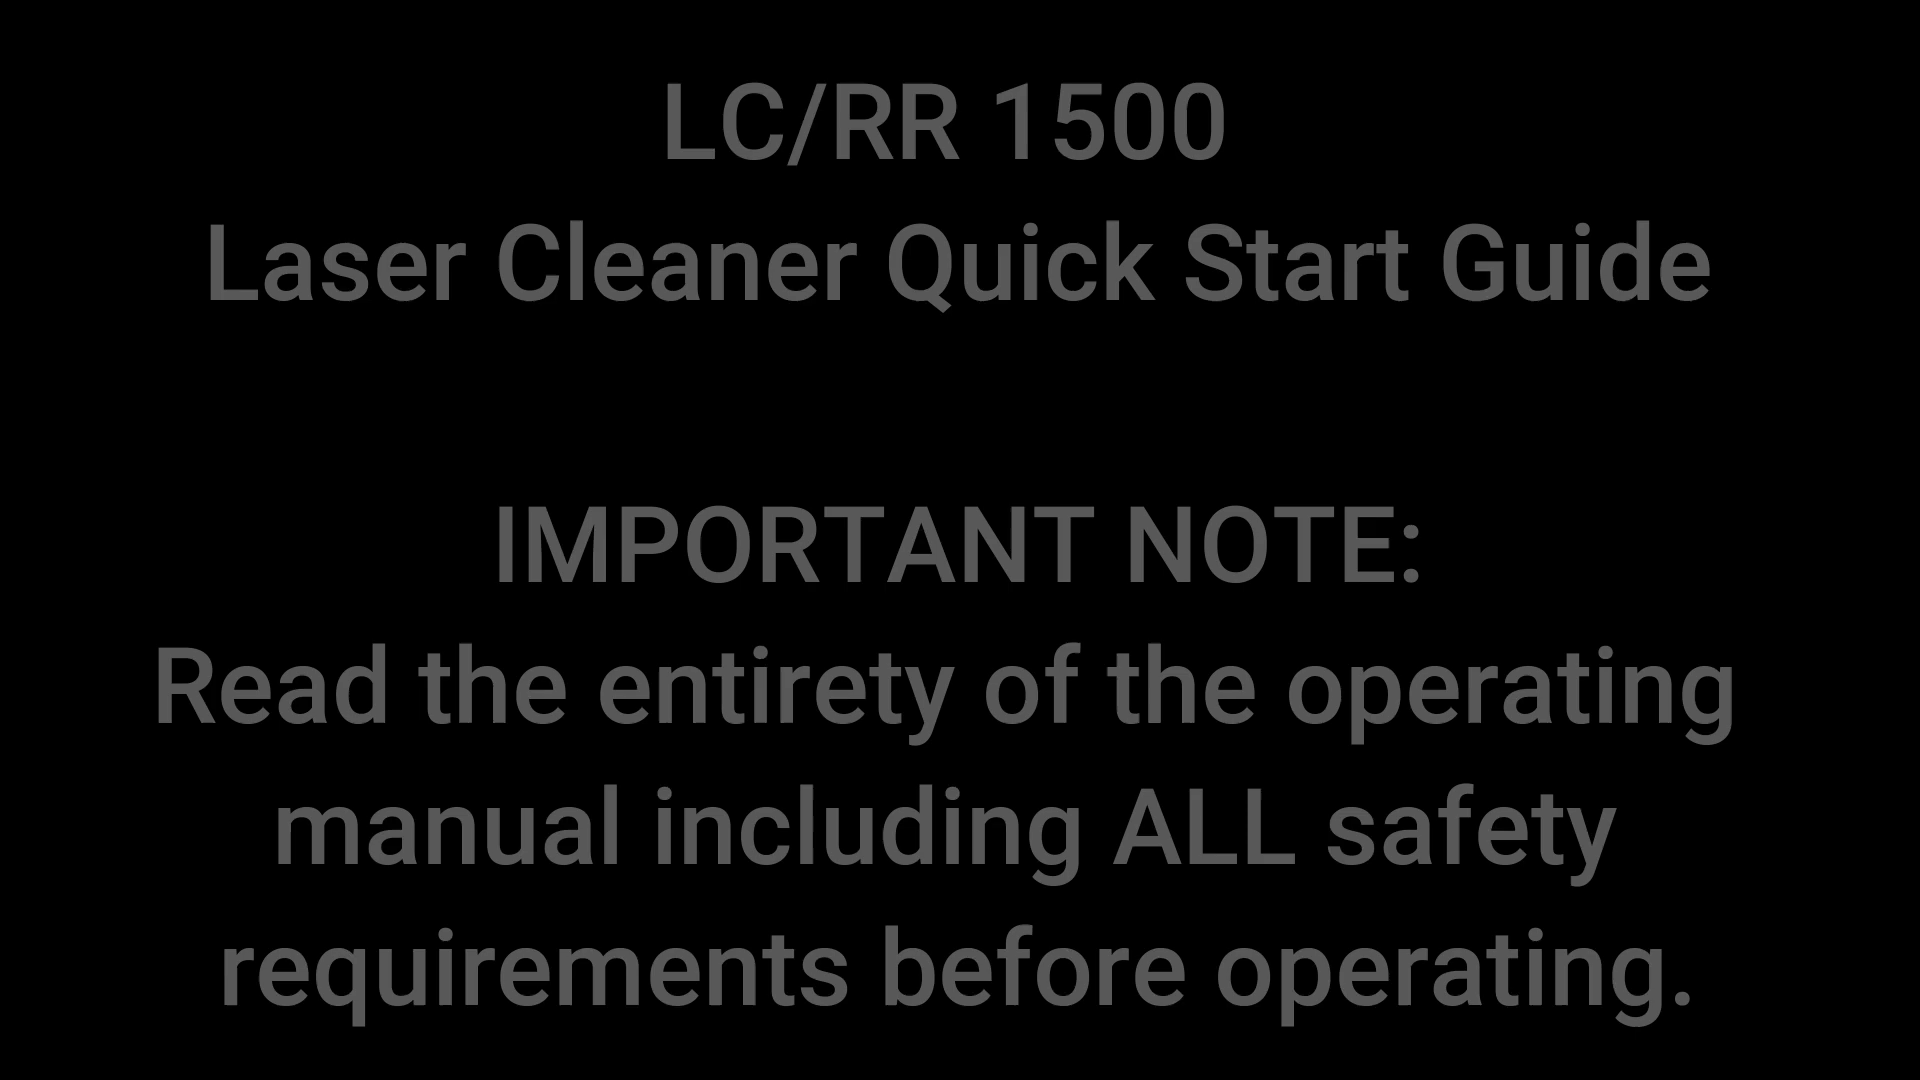 LC/RR 1500
Laser Cleaner Quick Start Guide
IMPORTANT NOTE:
Read the entirety of the operating
manual including ALL safety
requirements before operating.